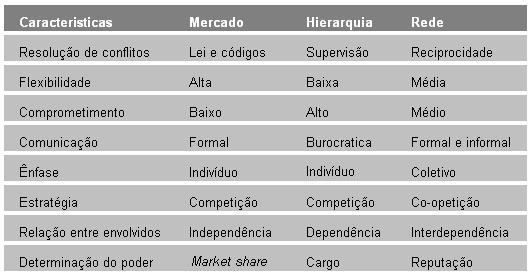 Caracteristicas Mercado Hierarquia Rede
Resolução de conflitos Lei e códigos Supervisão Reciprocidade
Flexibilidade Alta Baixa Média
Comprometimento Baixo Alto Médio
Comunicação Formal Burocratica Formal e informal
Ênfase Indivíduo Indivíduo Coletivo
Estratégia Competição Competição Co-opetição
Relação entre envolvidos Independência Dependência Interdependência
Determinação do poder Market share Cargo Reputação